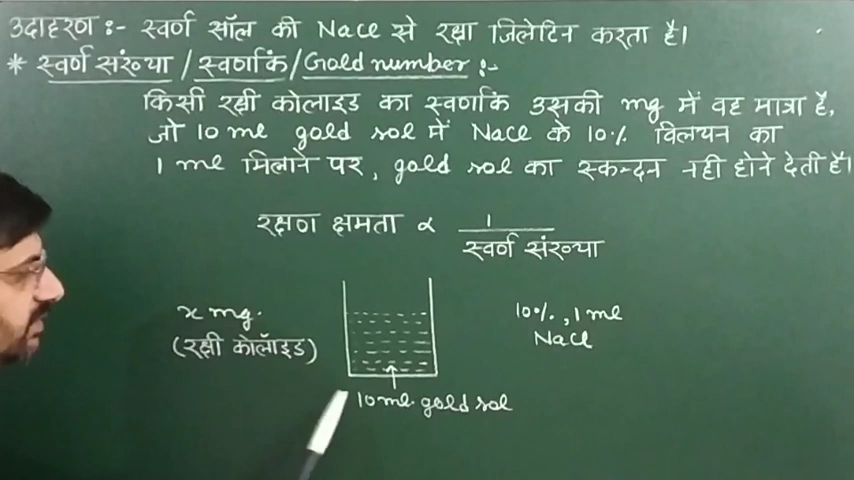 उदाहरण :- स्वर्ण सॉल की NaCl से रक्षा जिलेटिन करता है।
* स्वर्ण संख्या / स्वर्णांक / Gold number :-
किसी रक्षी कोलाइड का स्वर्णांक उसकी mg में वह मात्रा है,
जो 10 ml gold sol में NaCl के 10% विलयन का
1 ml मिलाने पर, gold sol का स्कन्दन नही होने देती है।
रक्षण क्षमता ∝ 1 / स्वर्ण संख्या
x mg.
(रक्षी कोलॉइड)
10%, 1 ml
NaCl
10 ml. gold sol